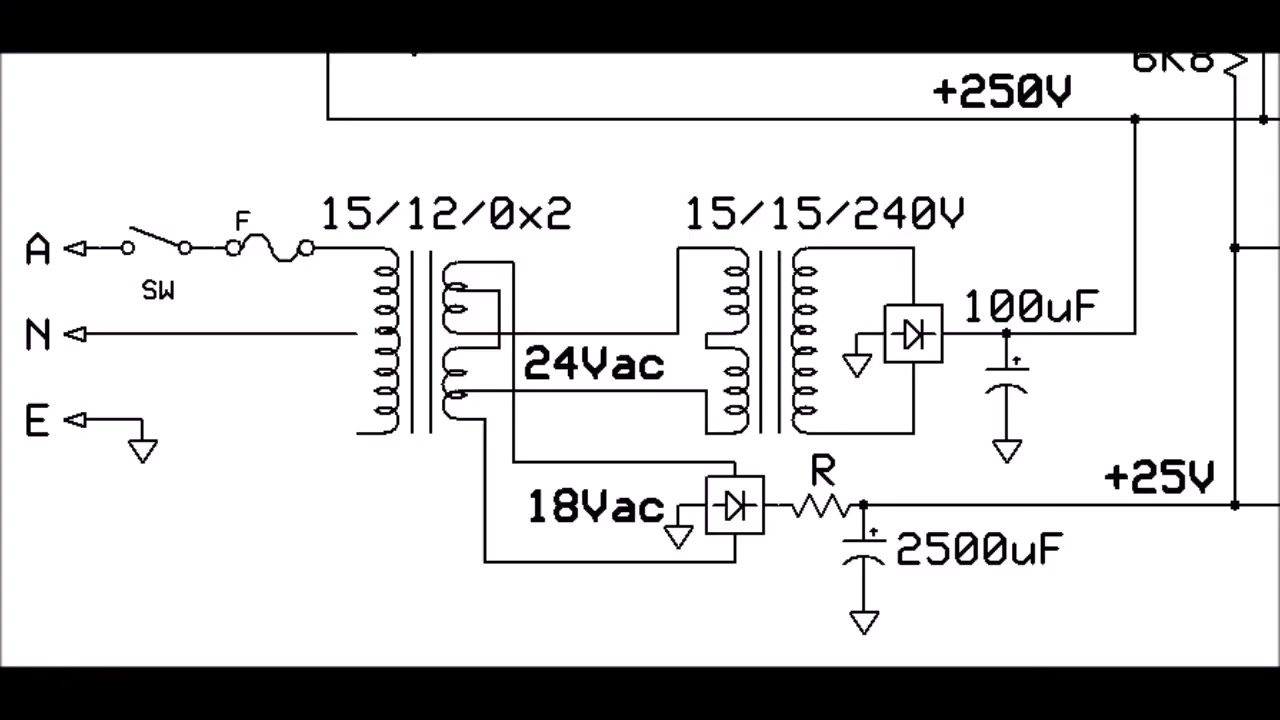 6K8
+250V
15/12/0x2
15/15/240V
F
A
SW
100uF
+
N
24Vac
E
R
+25V
18Vac
+
2500uF